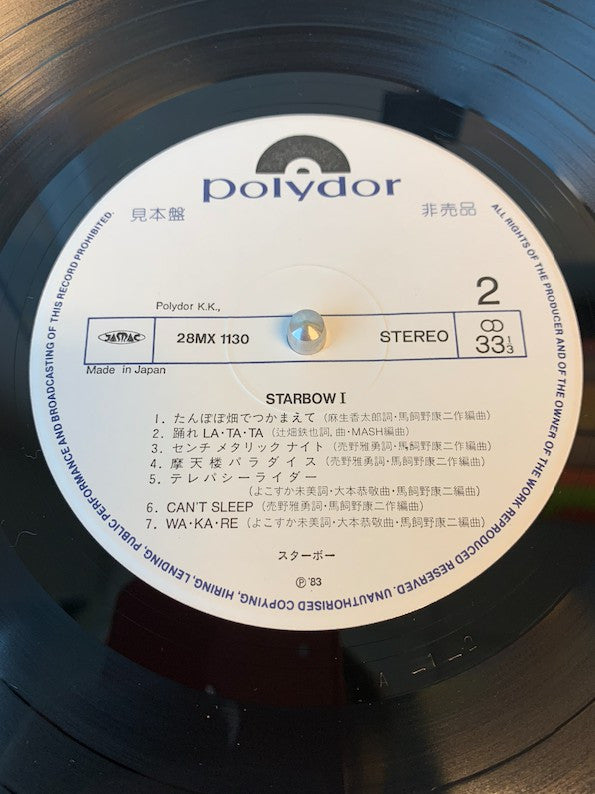 polydor
見本盤
非売品
Polydor K.K.,
2
JASRAC
28MX 1130
STEREO
33 1/3
Made in Japan
STARBOW I
1. たんぽぽ畑でつかまえて (麻生香太郎詞・馬飼野康二作編曲)
2. 踊れ LA・TA・TA (辻畑鉄也詞、曲・MASH編曲)
3. センチ メタリック ナイト (売野雅勇詞・馬飼野康二作編曲)
4. 摩天楼パラダイス (売野雅勇詞・馬飼野康二作編曲)
5. テレパシーライダー
(よこすか未美詞・大本恭敬曲・馬飼野康二編曲)
6. CAN'T SLEEP (売野雅勇詞・馬飼野康二作編曲)
7. WA・KA・RE (よこすか未美詞・大本恭敬曲・馬飼野康二編曲)
スターボー
Ⓟ'83
ALL RIGHTS OF THE PRODUCER AND OF THE OWNER OF THE WORK REPRODUCED RESERVED. UNAUTHORISED COPYING, HIRING, LENDING, PUBLIC PERFORMANCE AND BROADCASTING OF THIS RECORD PROHIBITED.
A -1-2